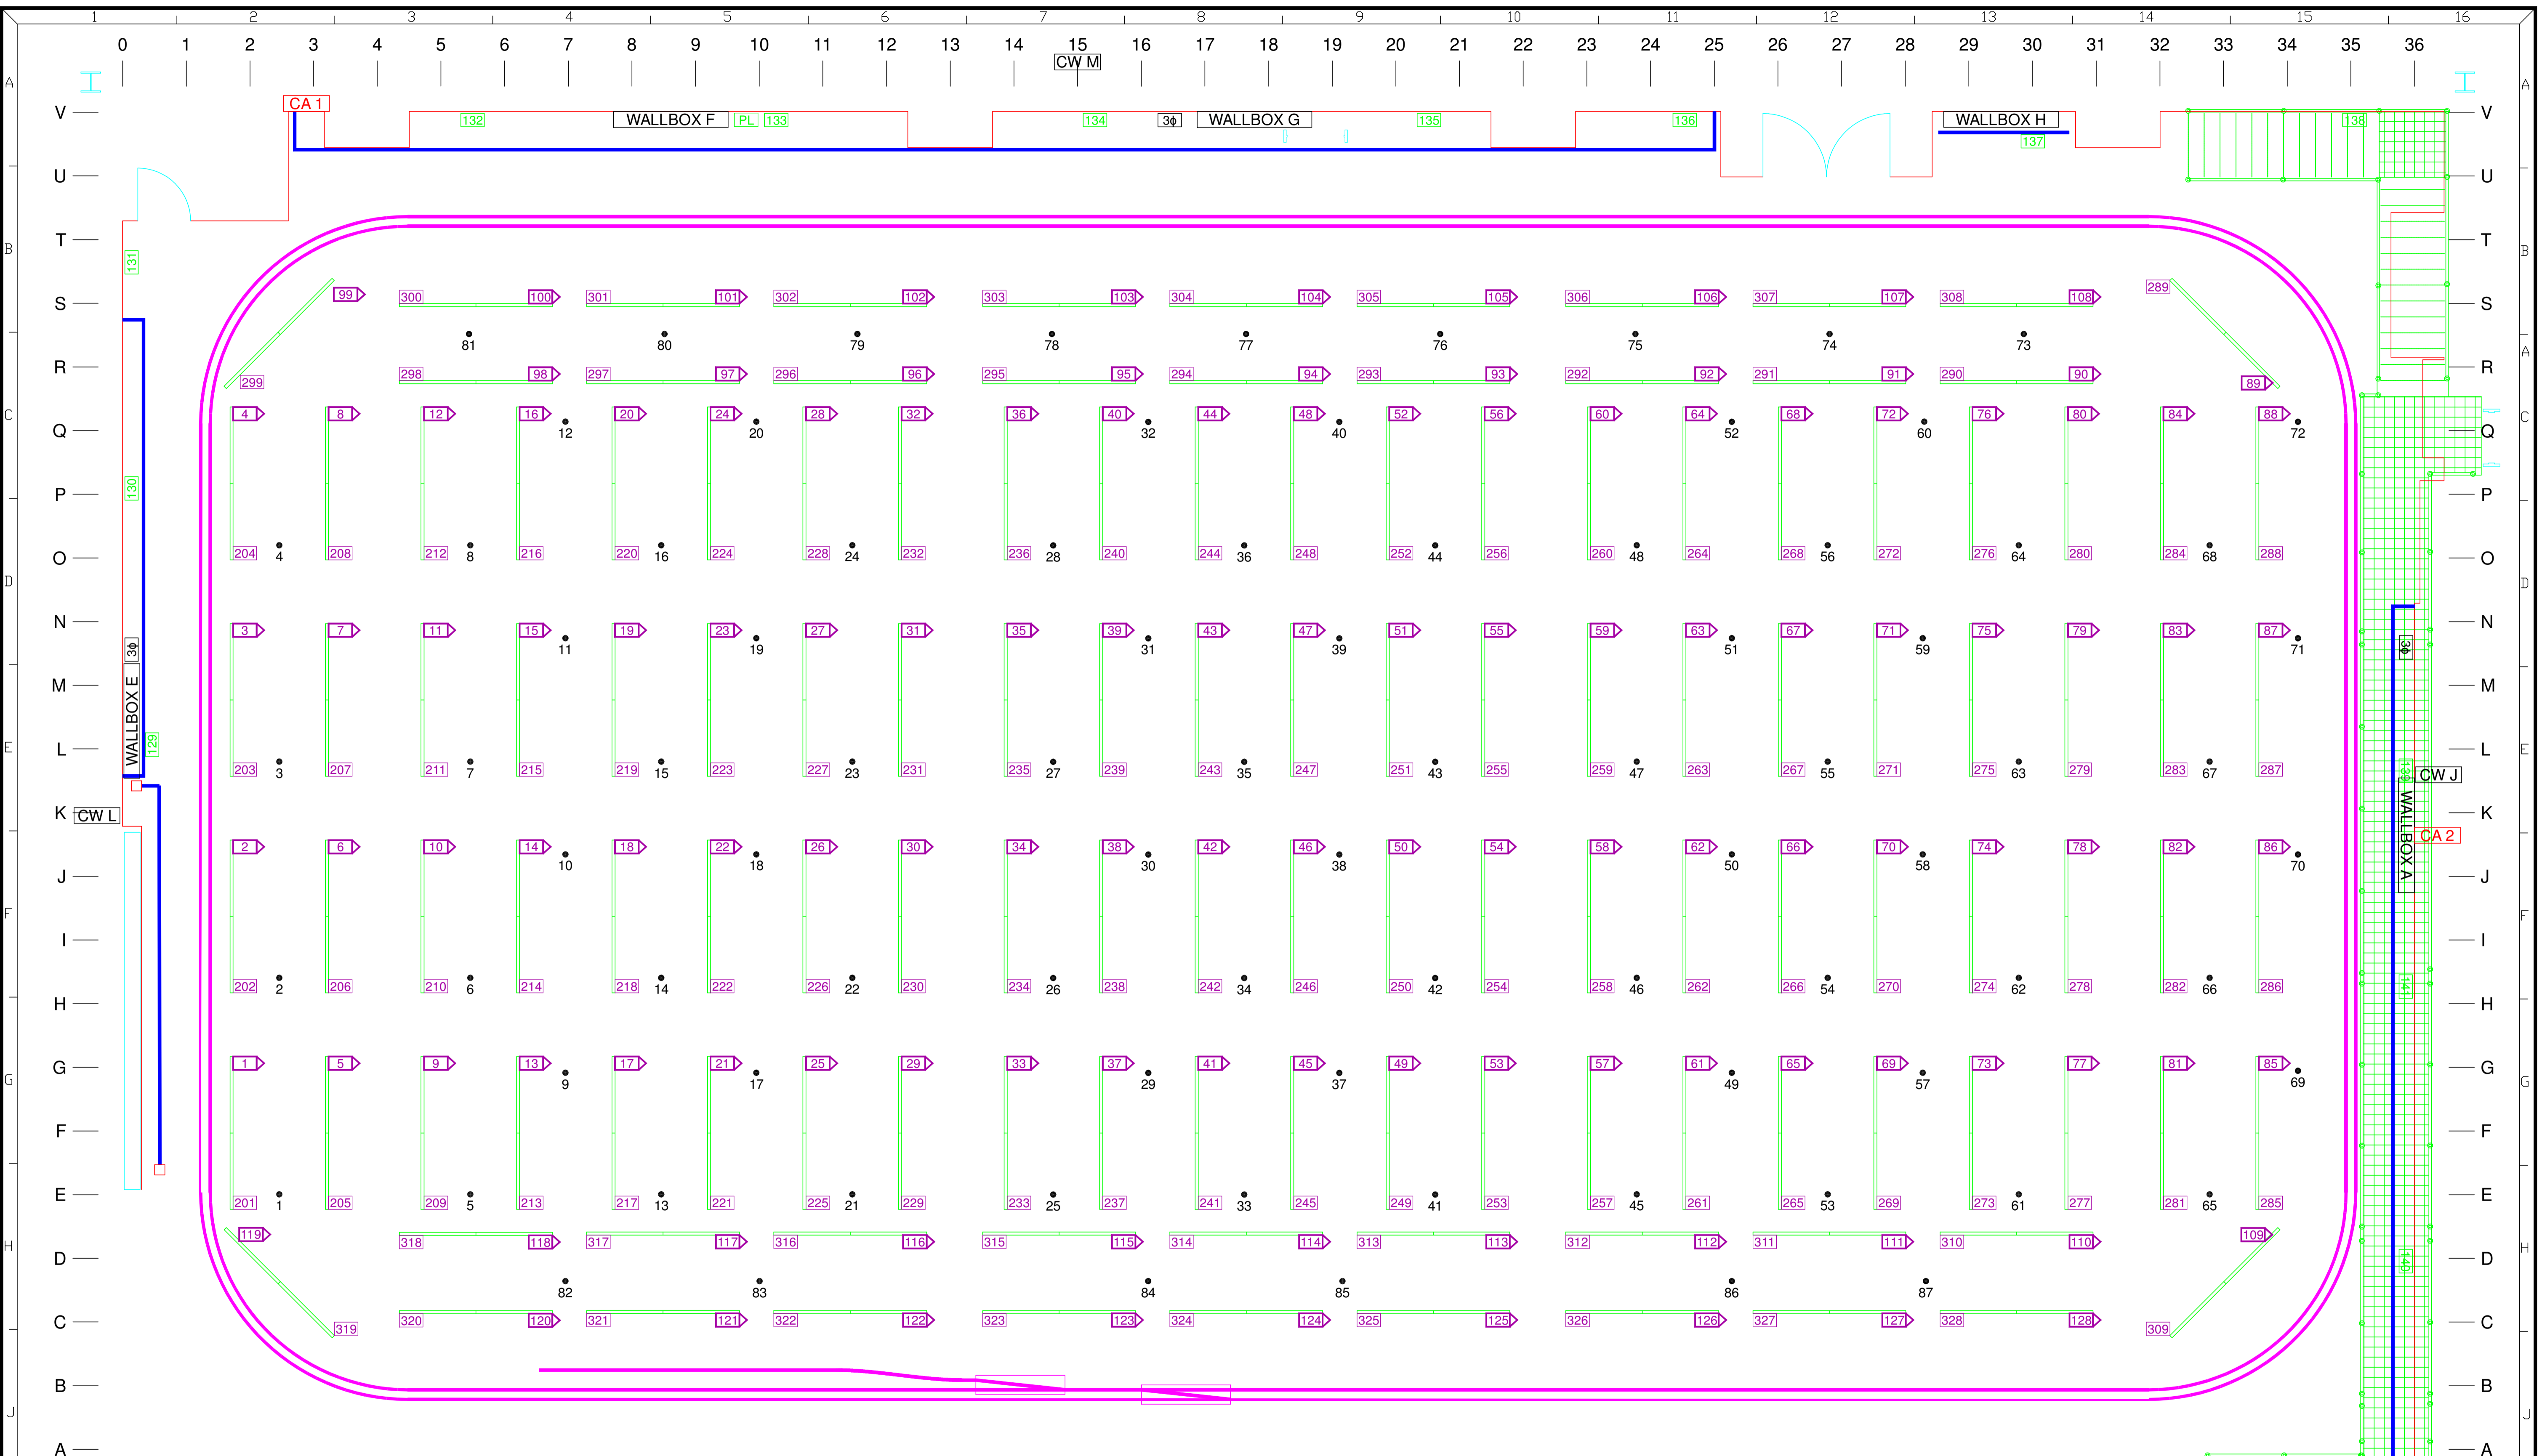 1 2 3 4 5 6 7 8 9 10 11 12 13 14 15 16
0 1 2 3 4 5 6 7 8 9 10 11 12 13 14 15 16 17 18 19 20 21 22 23 24 25 26 27 28 29 30 31 32 33 34 35 36
CW M
A A
CA 1
V 132 WALLBOX F PL 133 134 3ϕ WALLBOX G 135 136 WALLBOX H 138 V
137
U U
T T
B B
131
99 289
S 300 100 301 101 302 102 303 103 304 104 305 105 306 106 307 107 308 108 S
81 80 79 78 77 76 75 74 73
A
R 298 98 297 97 296 96 295 95 294 94 293 93 292 92 291 91 290 90 R
299 89
C 4 8 12 16 20 24 28 32 36 40 44 48 52 56 60 64 68 72 76 80 84 88 C
Q 12 20 32 40 52 60 72 Q
130
P P
O 204 4 208 212 8 216 220 16 224 228 24 232 236 28 240 244 36 248 252 44 256 260 48 264 268 56 272 276 64 280 284 68 288 O
D D
N N
3 7 11 15 19 23 27 31 35 39 43 47 51 55 59 63 67 71 75 79 83 87
3ϕ 11 19 31 39 51 59 71 3ϕ
M M
WALLBOX E
129
L L
E E
203 3 207 211 7 215 219 15 223 227 23 231 235 27 239 243 35 247 251 43 255 259 47 263 267 55 271 275 63 279 283 67 287
CW J
K CW L K
WALLBOX A
CA 2
2 6 10 14 18 22 26 30 34 38 42 46 50 54 58 62 66 70 74 78 82 86
10 18 30 38 50 58 70
J J
F F
I I
202 2 206 210 6 214 218 14 222 226 22 230 234 26 238 242 34 246 250 42 254 258 46 262 266 54 270 274 62 278 282 66 286
141
H H
G 1 5 9 13 17 21 25 29 33 37 41 45 49 53 57 61 65 69 73 77 81 85 G
9 17 29 37 49 57 69
G G
F F
E E
201 1 205 209 5 213 217 13 221 225 21 229 233 25 237 241 33 245 249 41 253 257 45 261 265 53 269 273 61 277 281 65 285
119 109
H 318 118 317 117 316 116 315 115 314 114 313 113 312 112 311 111 310 110 H
D D
140
82 83 84 85 86 87
C 320 120 321 121 322 122 323 123 324 124 325 125 326 126 327 127 328 128 C
319 309
B B
J J
A A